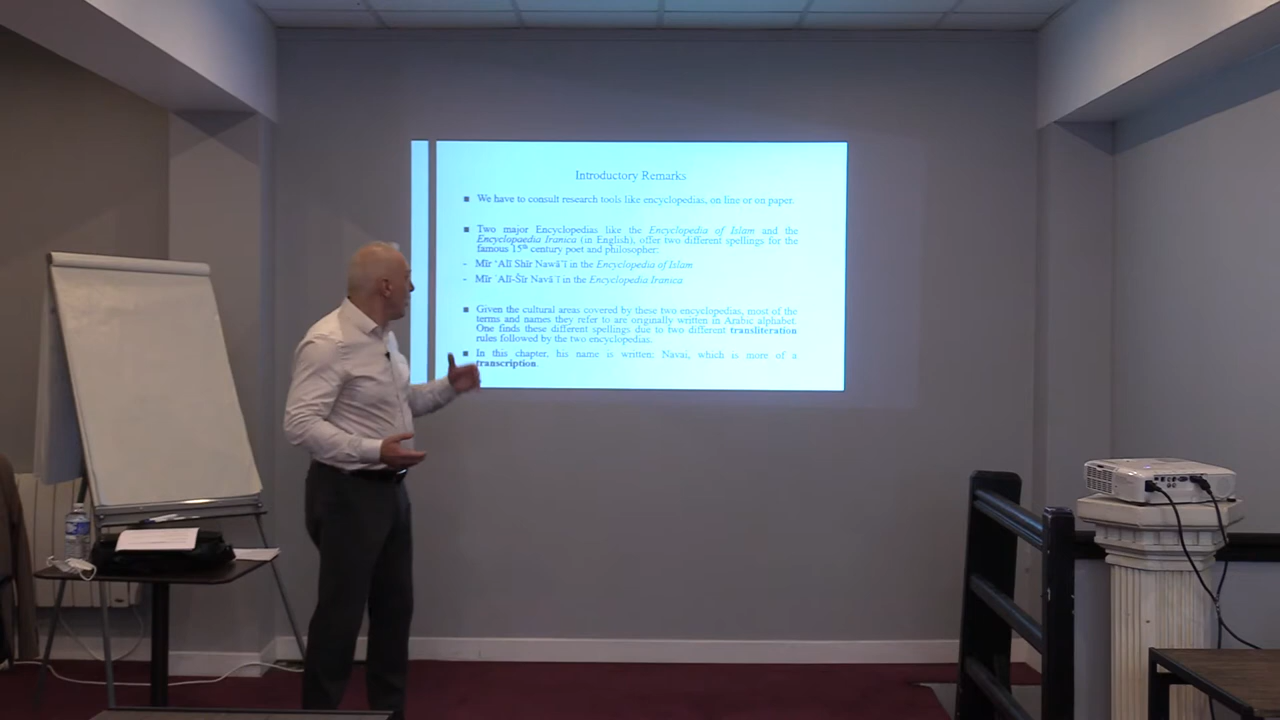 Introductory Remarks
■ We have to consult research tools like encyclopedias, on line or on paper.
■ Two major Encyclopedias like the Encyclopedia of Islam and the
Encyclopaedia Iranica (in English), offer two different spellings for the
famous 15th century poet and philosopher:
- Mīr ʿAlī Shīr Nawāʾī in the Encyclopedia of Islam
- Mīr ʿAlī-Šīr Navāʾī in the Encyclopedia Iranica
■ Given the cultural areas covered by these two encyclopedias, most of the
terms and names they refer to are originally written in Arabic alphabet.
One finds these different spellings due to two different transliteration
rules followed by the two encyclopedias.
■ In this chapter, his name is written: Navai, which is more of a
transcription.